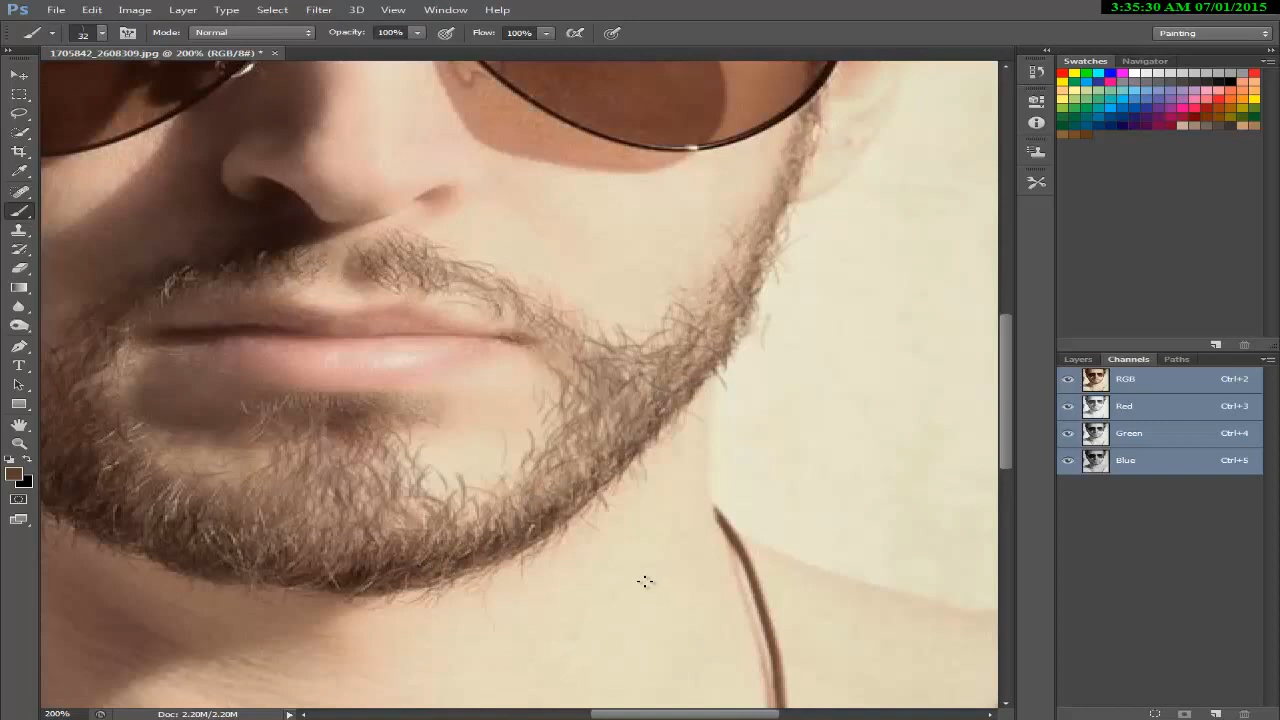 Ps File Edit Image Layer Type Select Filter 3D View Window Help
3:35:30 AM 07/01/2015
32 Mode: Normal Opacity: 100% Flow: 100% Painting
1705842_2608309.jpg @ 200% (RGB/8#) * ×
Swatches Navigator
Layers Channels Paths
RGB Ctrl+2
Red Ctrl+3
Green Ctrl+4
Blue Ctrl+5
200% Doc: 2.20M/2.20M